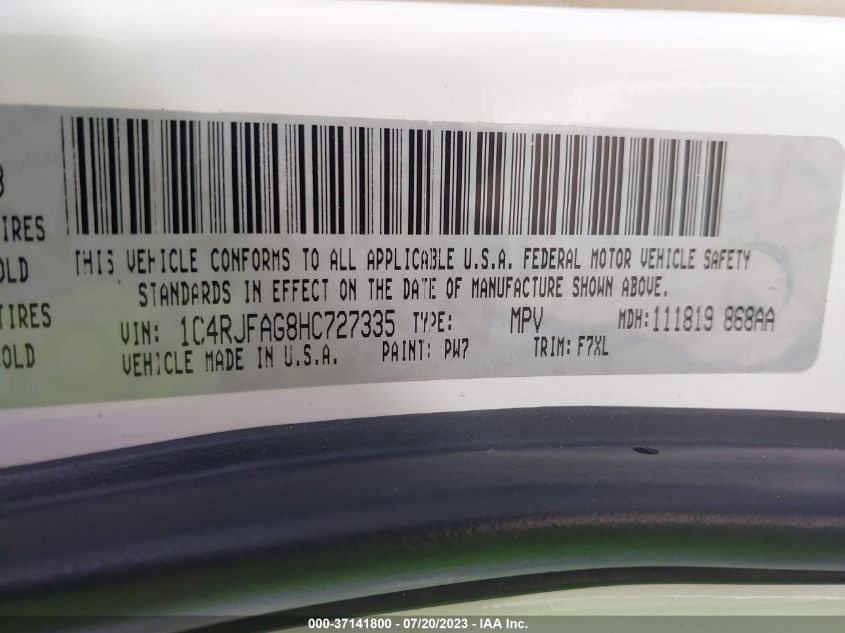 3
IRES
OLD
TIRES
OLD
THIS VEHICLE CONFORMS TO ALL APPLICABLE U.S.A. FEDERAL MOTOR VEHICLE SAFETY
STANDARDS IN EFFECT ON THE DATE OF MANUFACTURE SHOWN ABOVE.
VIN: 1C4RJFAG8HC727335 TYPE: MPV MDH:111819 868AA
VEHICLE MADE IN U.S.A. PAINT: PW7 TRIM: F7XL
000-37141800 - 07/20/2023 - IAA Inc.